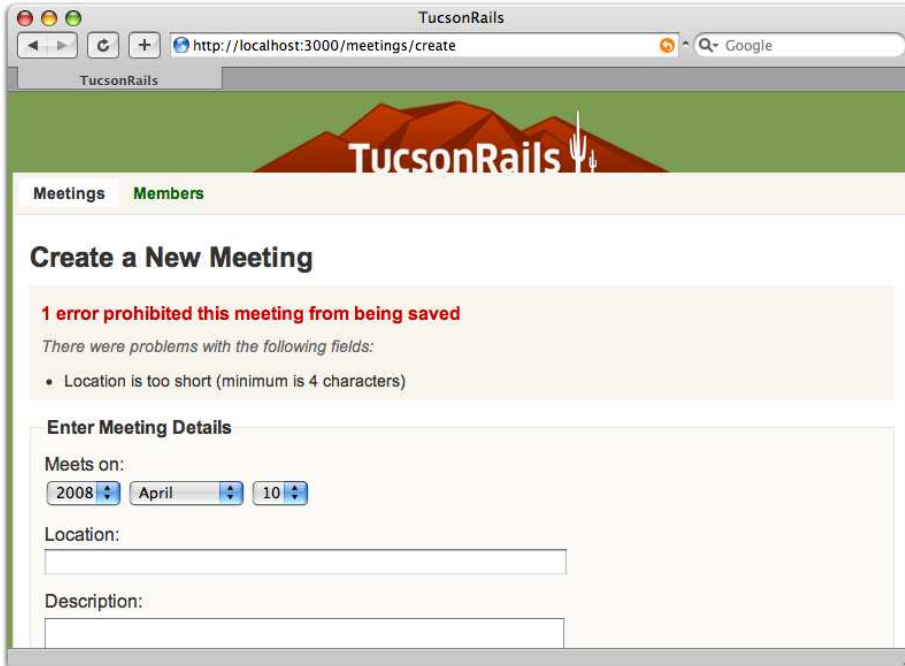 TucsonRails
http://localhost:3000/meetings/create
Google
TucsonRails
TucsonRails
Meetings Members
Create a New Meeting
1 error prohibited this meeting from being saved
There were problems with the following fields:
• Location is too short (minimum is 4 characters)
Enter Meeting Details
Meets on:
2008 April 10
Location:
Description: